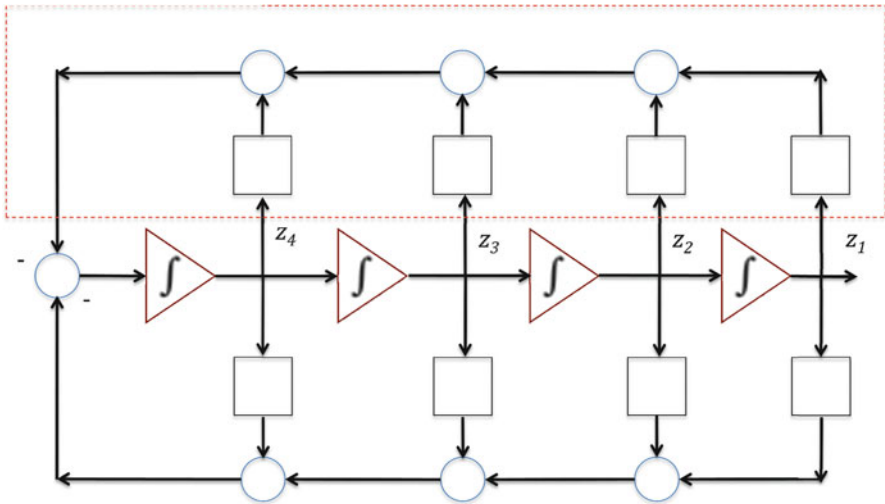 z₄
z₃
z₂
z₁
-
∫
∫
∫
∫
-